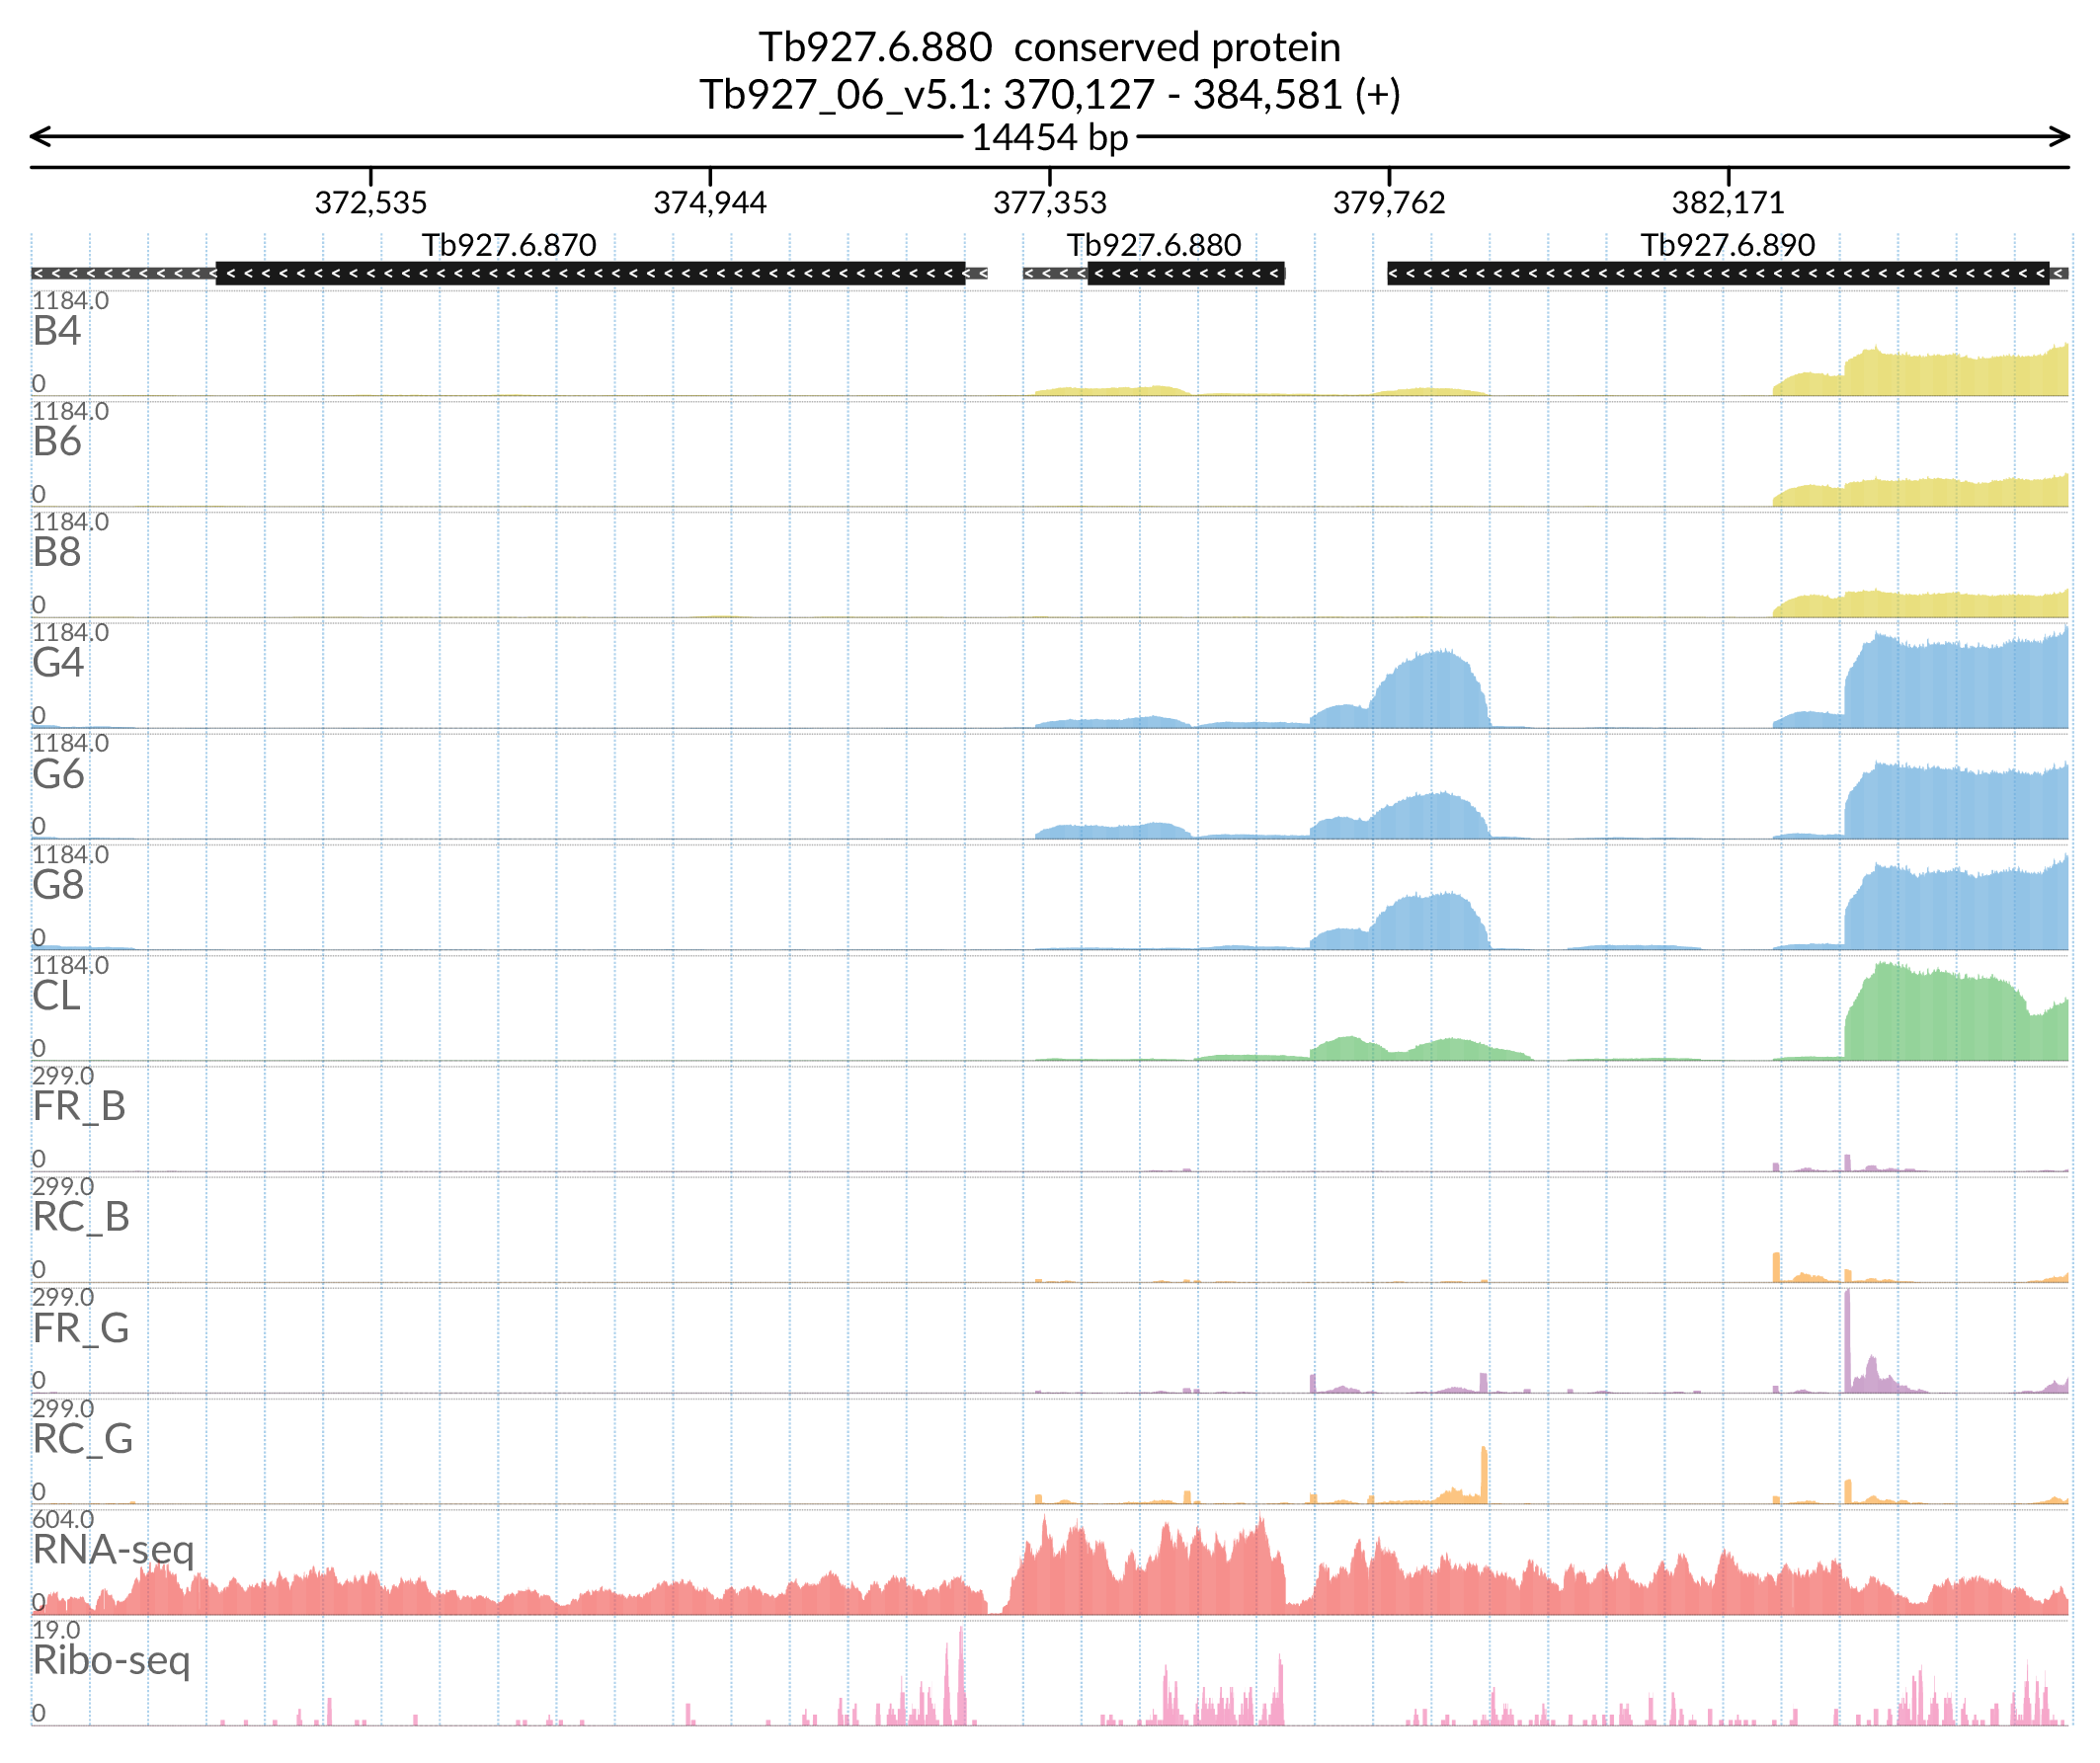 Tb927.6.880 conserved protein
Tb927_06_v5.1: 370,127 - 384,581 (+)
14454 bp
372,535 374,944 377,353 379,762 382,171
Tb927.6.870 Tb927.6.880 Tb927.6.890
1184.0
B4
0
1184.0
B6
0
1184.0
B8
0
1184.0
G4
0
1184.0
G6
0
1184.0
G8
0
1184.0
CL
0
299.0
FR_B
0
299.0
RC_B
0
299.0
FR_G
0
299.0
RC_G
0
604.0
RNA-seq
0
19.0
Ribo-seq
0